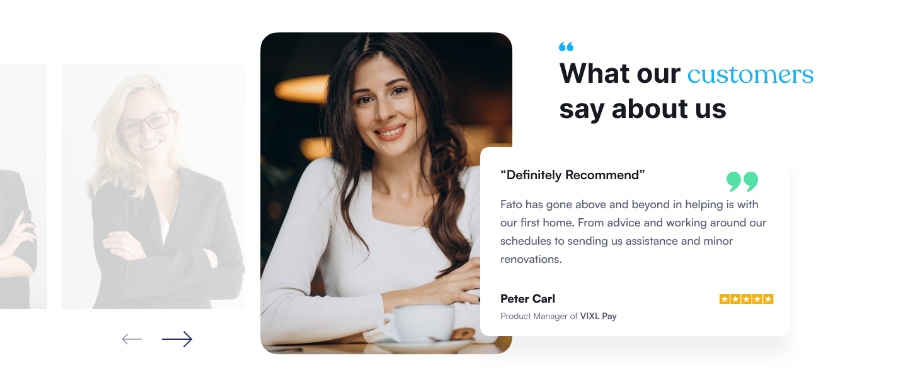 What our customers
say about us
“Definitely Recommend”
Fato has gone above and beyond in helping is with
our first home. From advice and working around our
schedules to sending us assistance and minor
renovations.
Peter Carl
Product Manager of VIXL Pay